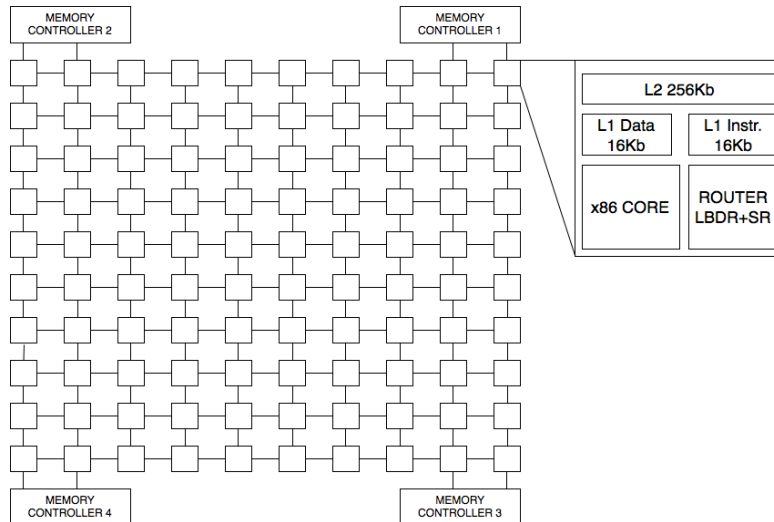 MEMORY
CONTROLLER 2
MEMORY
CONTROLLER 1
L2 256Kb
L1 Data
16Kb
L1 Instr.
16Kb
x86 CORE
ROUTER
LBDR+SR
MEMORY
CONTROLLER 4
MEMORY
CONTROLLER 3